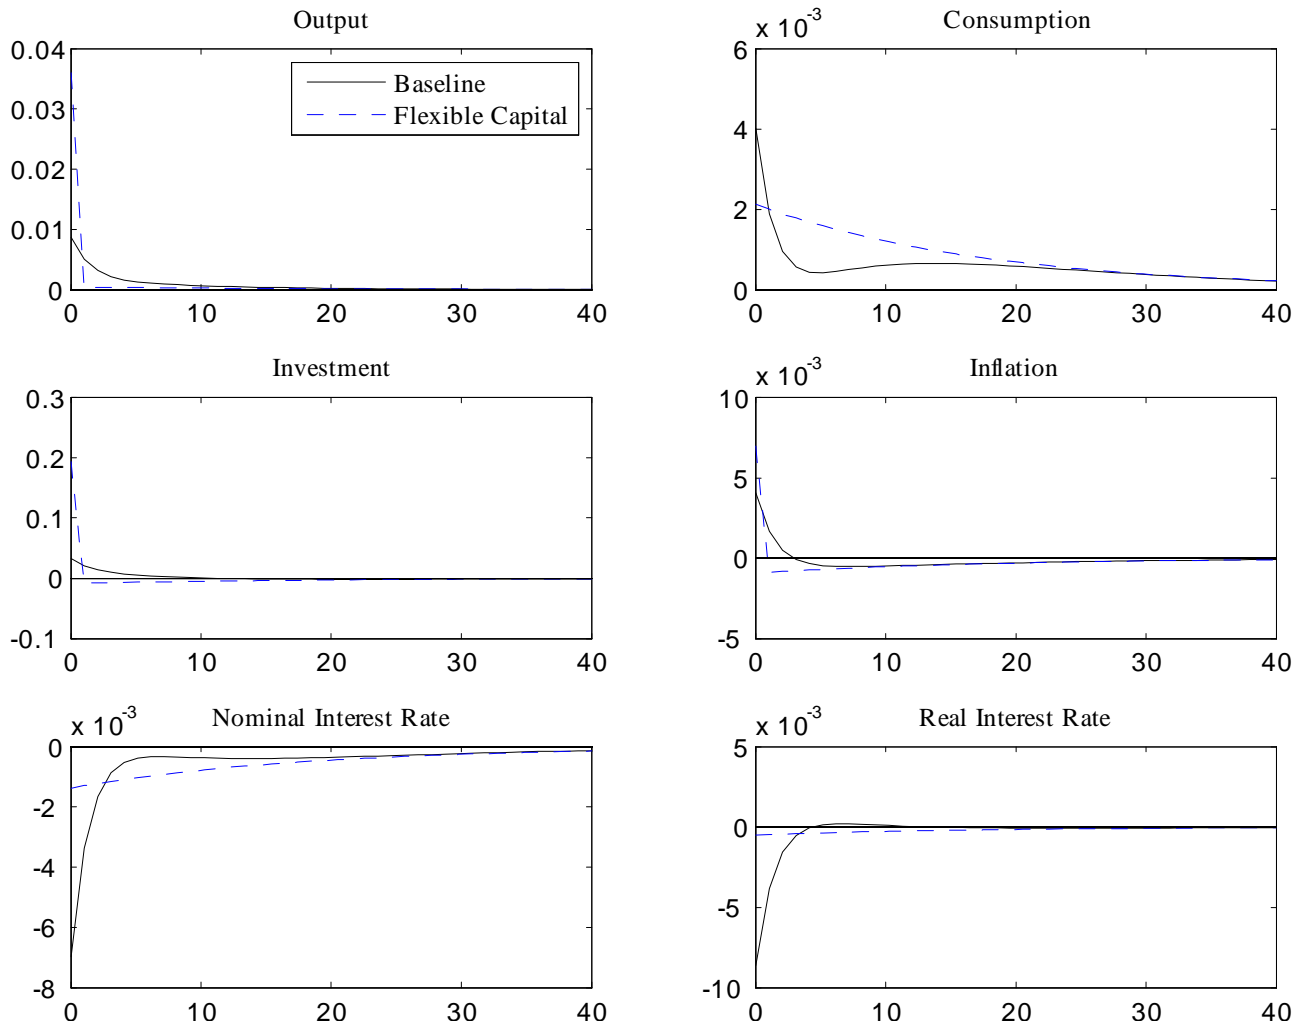 Output
0.04
0.03
0.02
0.01
0
0 10 20 30 40
Baseline
Flexible Capital
Consumption
x 10-3
6
4
2
0
0 10 20 30 40
Investment
0.3
0.2
0.1
0
-0.1
0 10 20 30 40
Inflation
x 10-3
10
5
0
-5
0 10 20 30 40
Nominal Interest Rate
x 10-3
0
-2
-4
-6
-8
0 10 20 30 40
Real Interest Rate
x 10-3
5
0
-5
-10
0 10 20 30 40